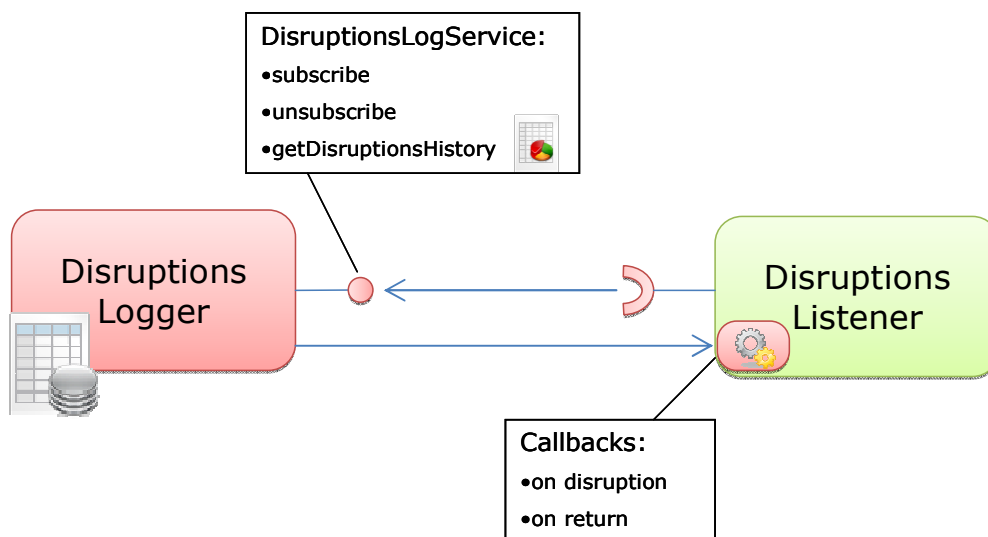 DisruptionsLogService:
•subscribe
•unsubscribe
•getDisruptionsHistory
Disruptions
Logger
Disruptions
Listener
Callbacks:
•on disruption
•on return